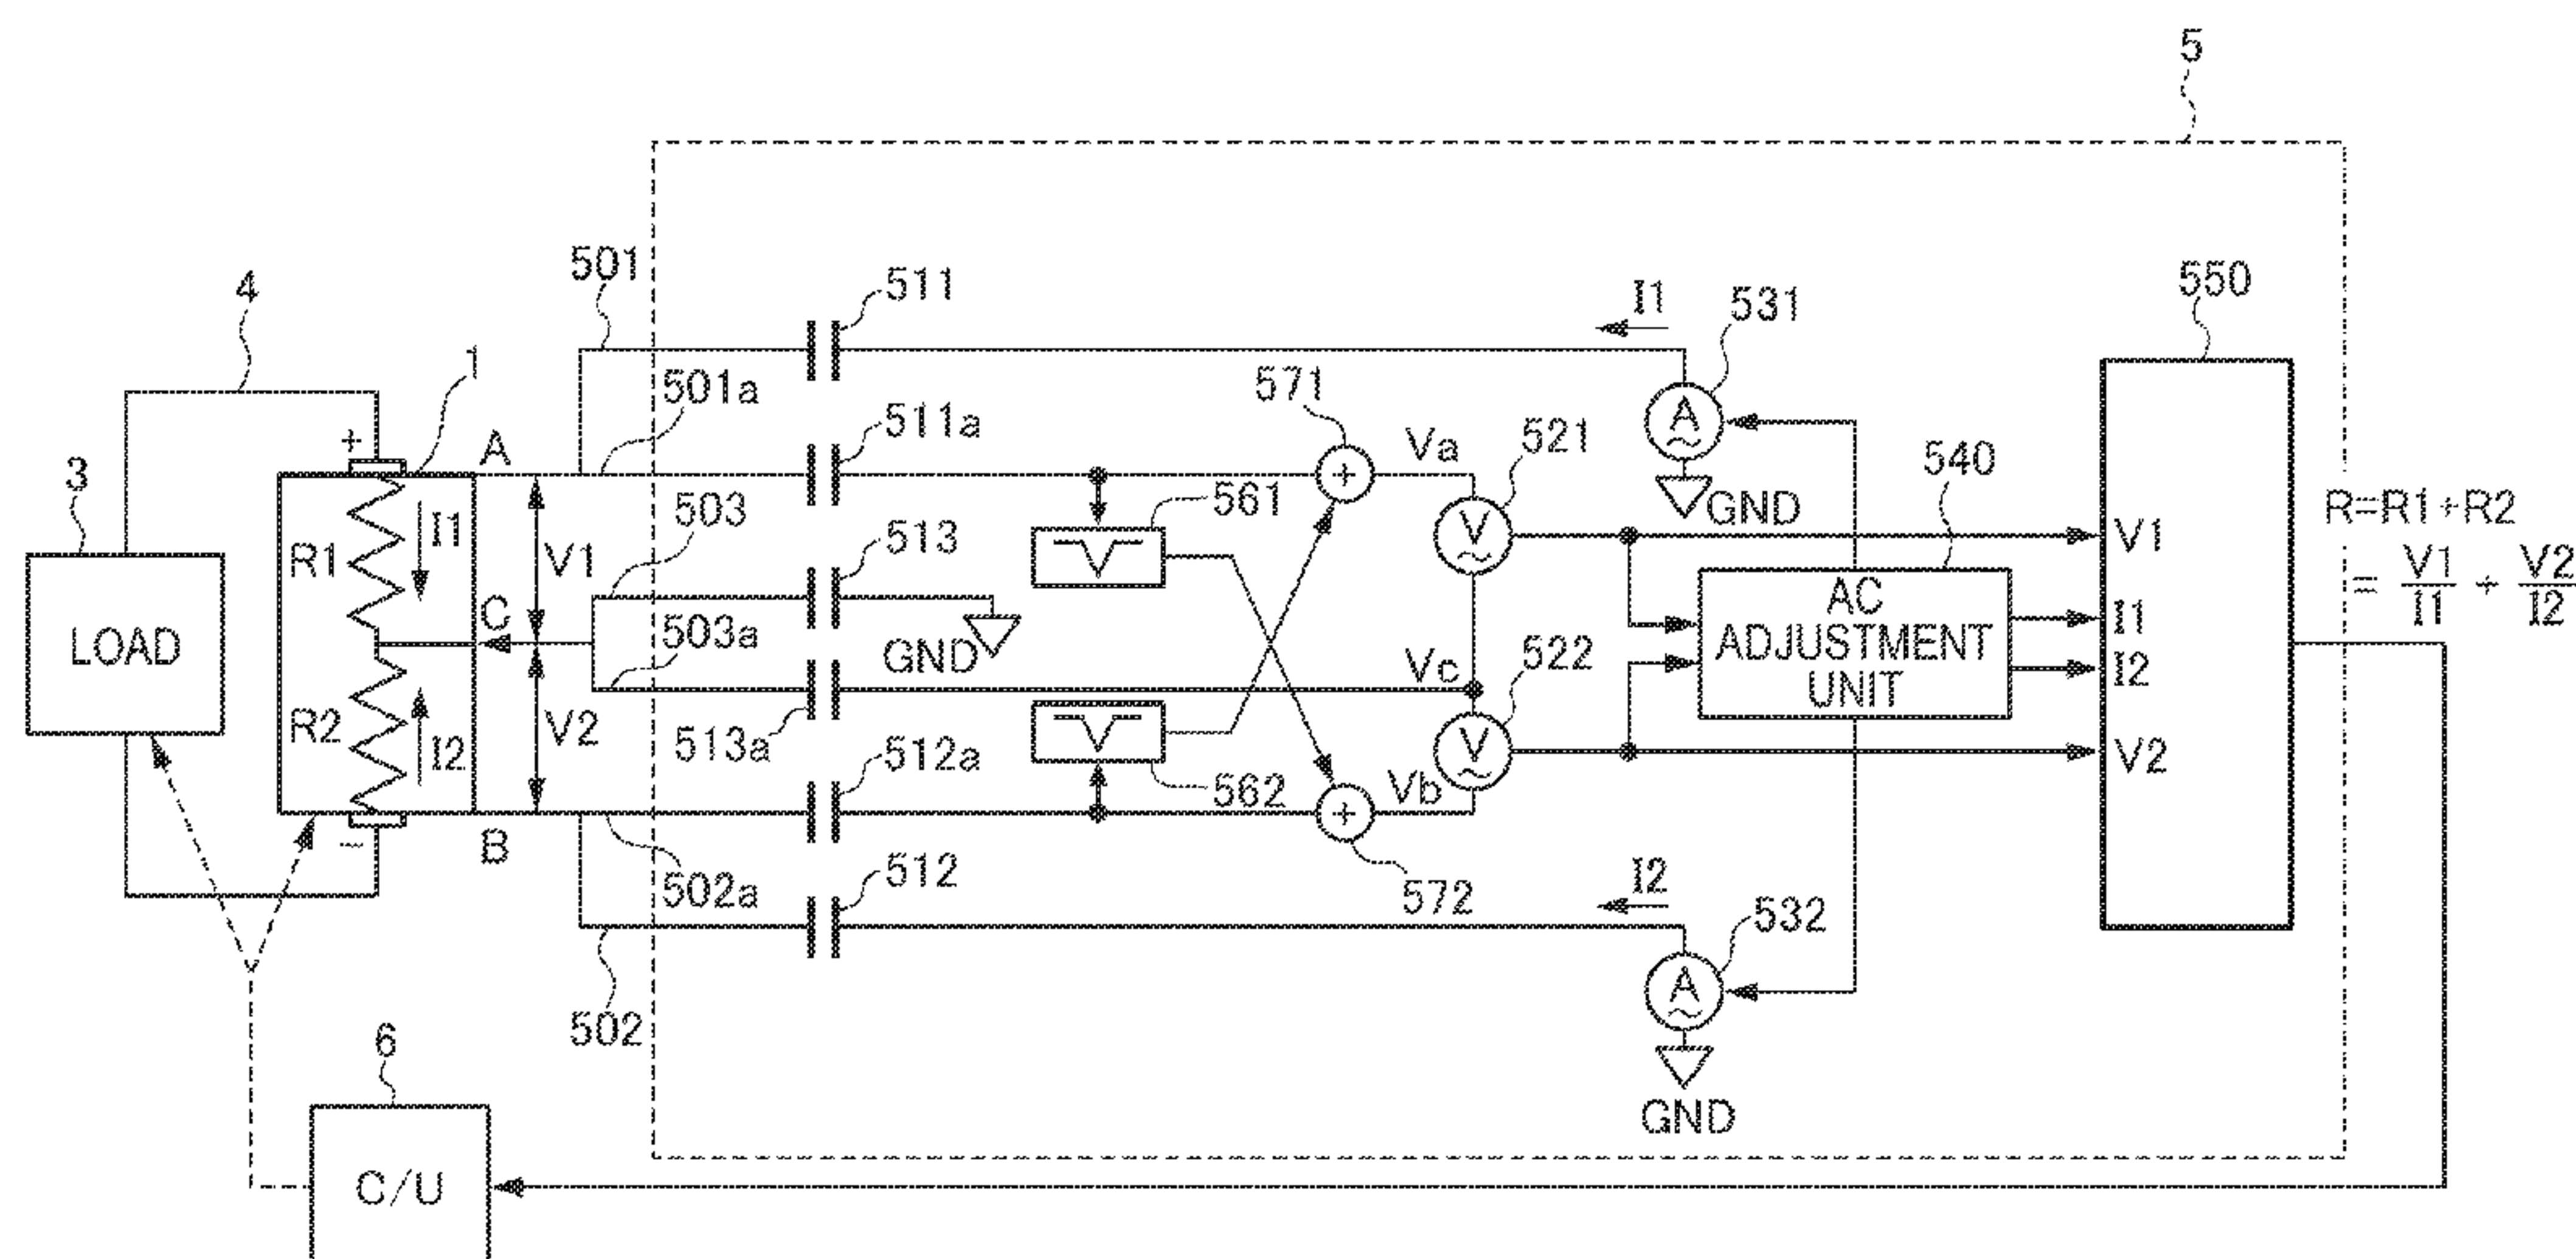 5
501
511
I1
531
550
4
1
501a
511a
571
Va
521
+
A
A
540
3
503
561
+
V
GND
R=R1+R2
I1
513
V1
R1
V1
C
AC
ADJUSTMENT
UNIT
= V1/I1 + V2/I2
I1
LOAD
503a
GND
Vc
522
I2
R2
I2
V2
513a
512a
562
Vb
V
V2
−
B
502a
512
+
572
I2
532
502
A
6
GND
C/U